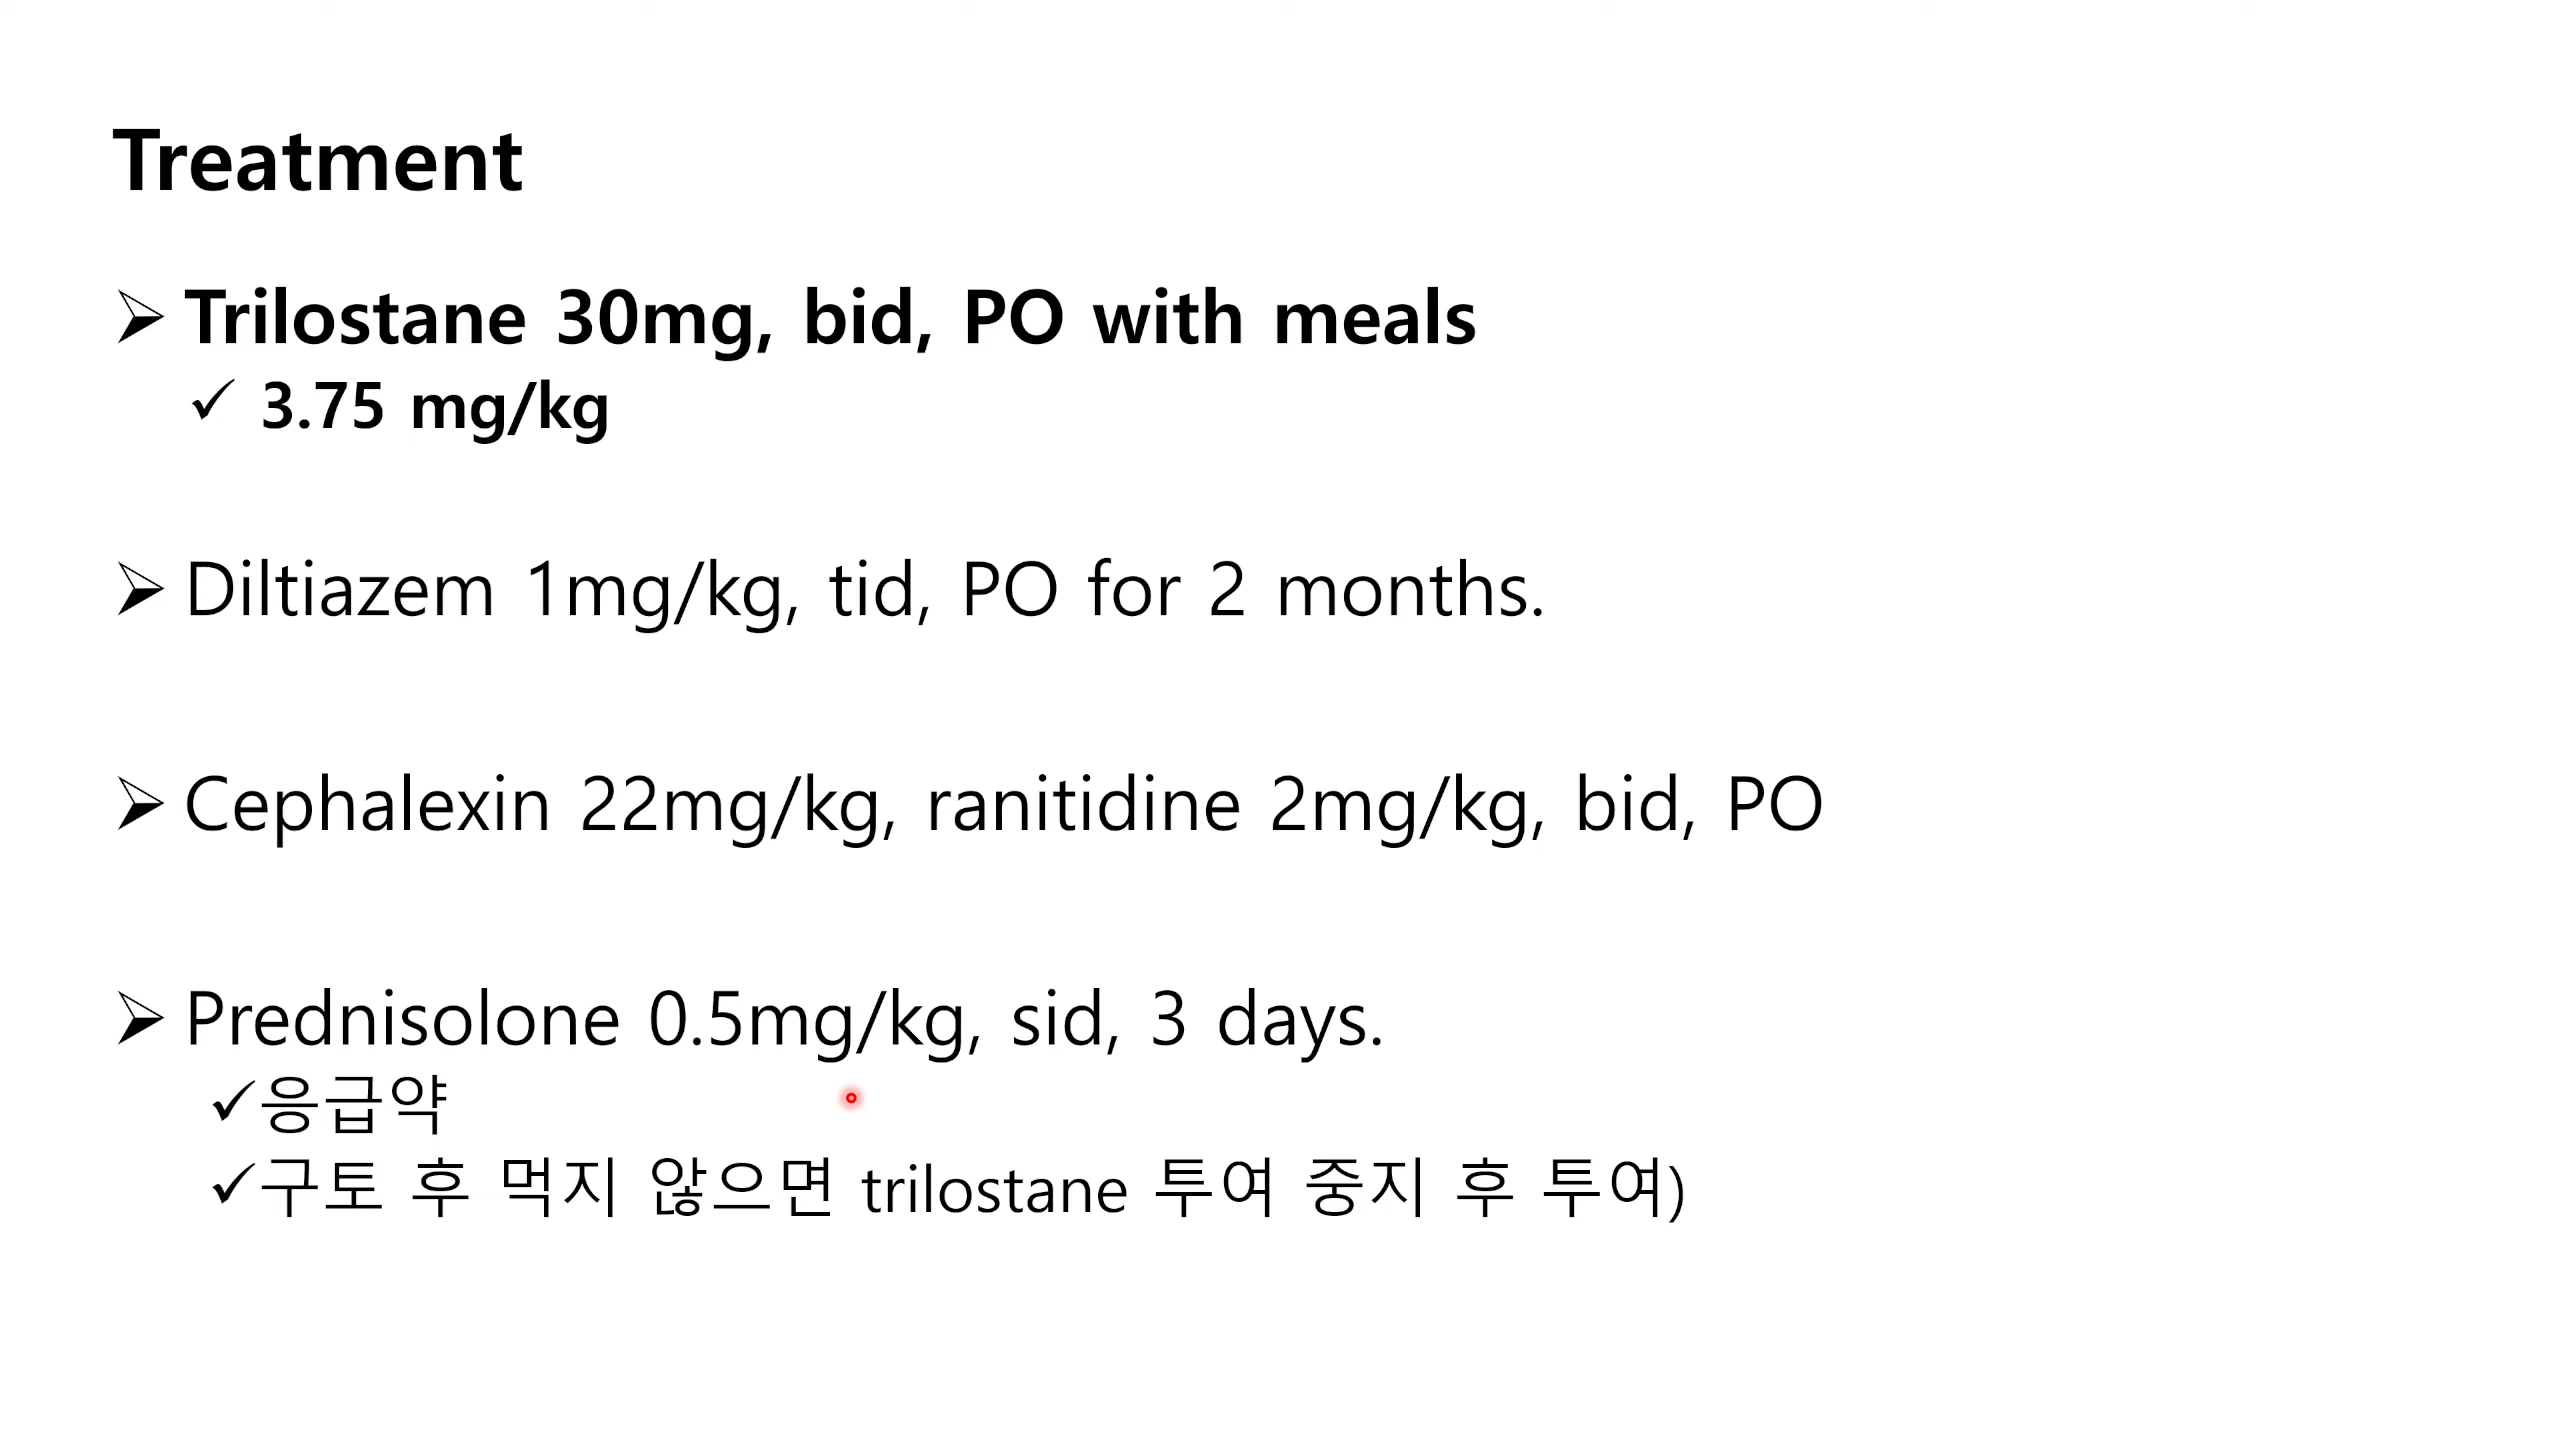 Treatment
Trilostane 30mg, bid, PO with meals
3.75 mg/kg
Diltiazem 1mg/kg, tid, PO for 2 months.
Cephalexin 22mg/kg, ranitidine 2mg/kg, bid, PO
Prednisolone 0.5mg/kg, sid, 3 days.
응급약
구토 후 먹지 않으면 trilostane 투여 중지 후 투여)